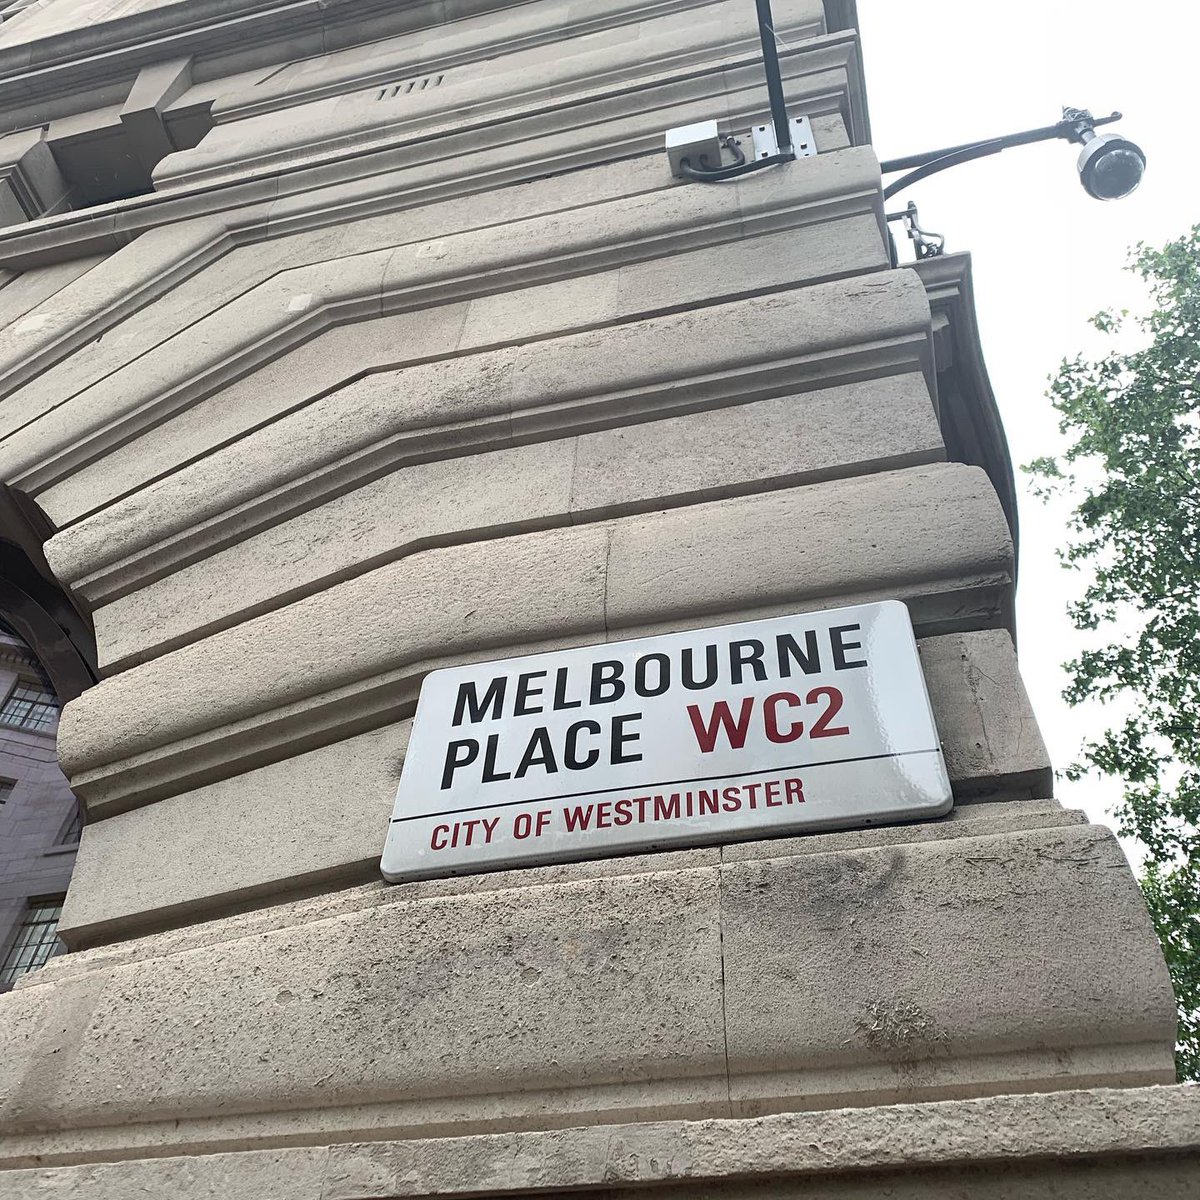 MELBOURNE
PLACE WC2
CITY OF WESTMINSTER